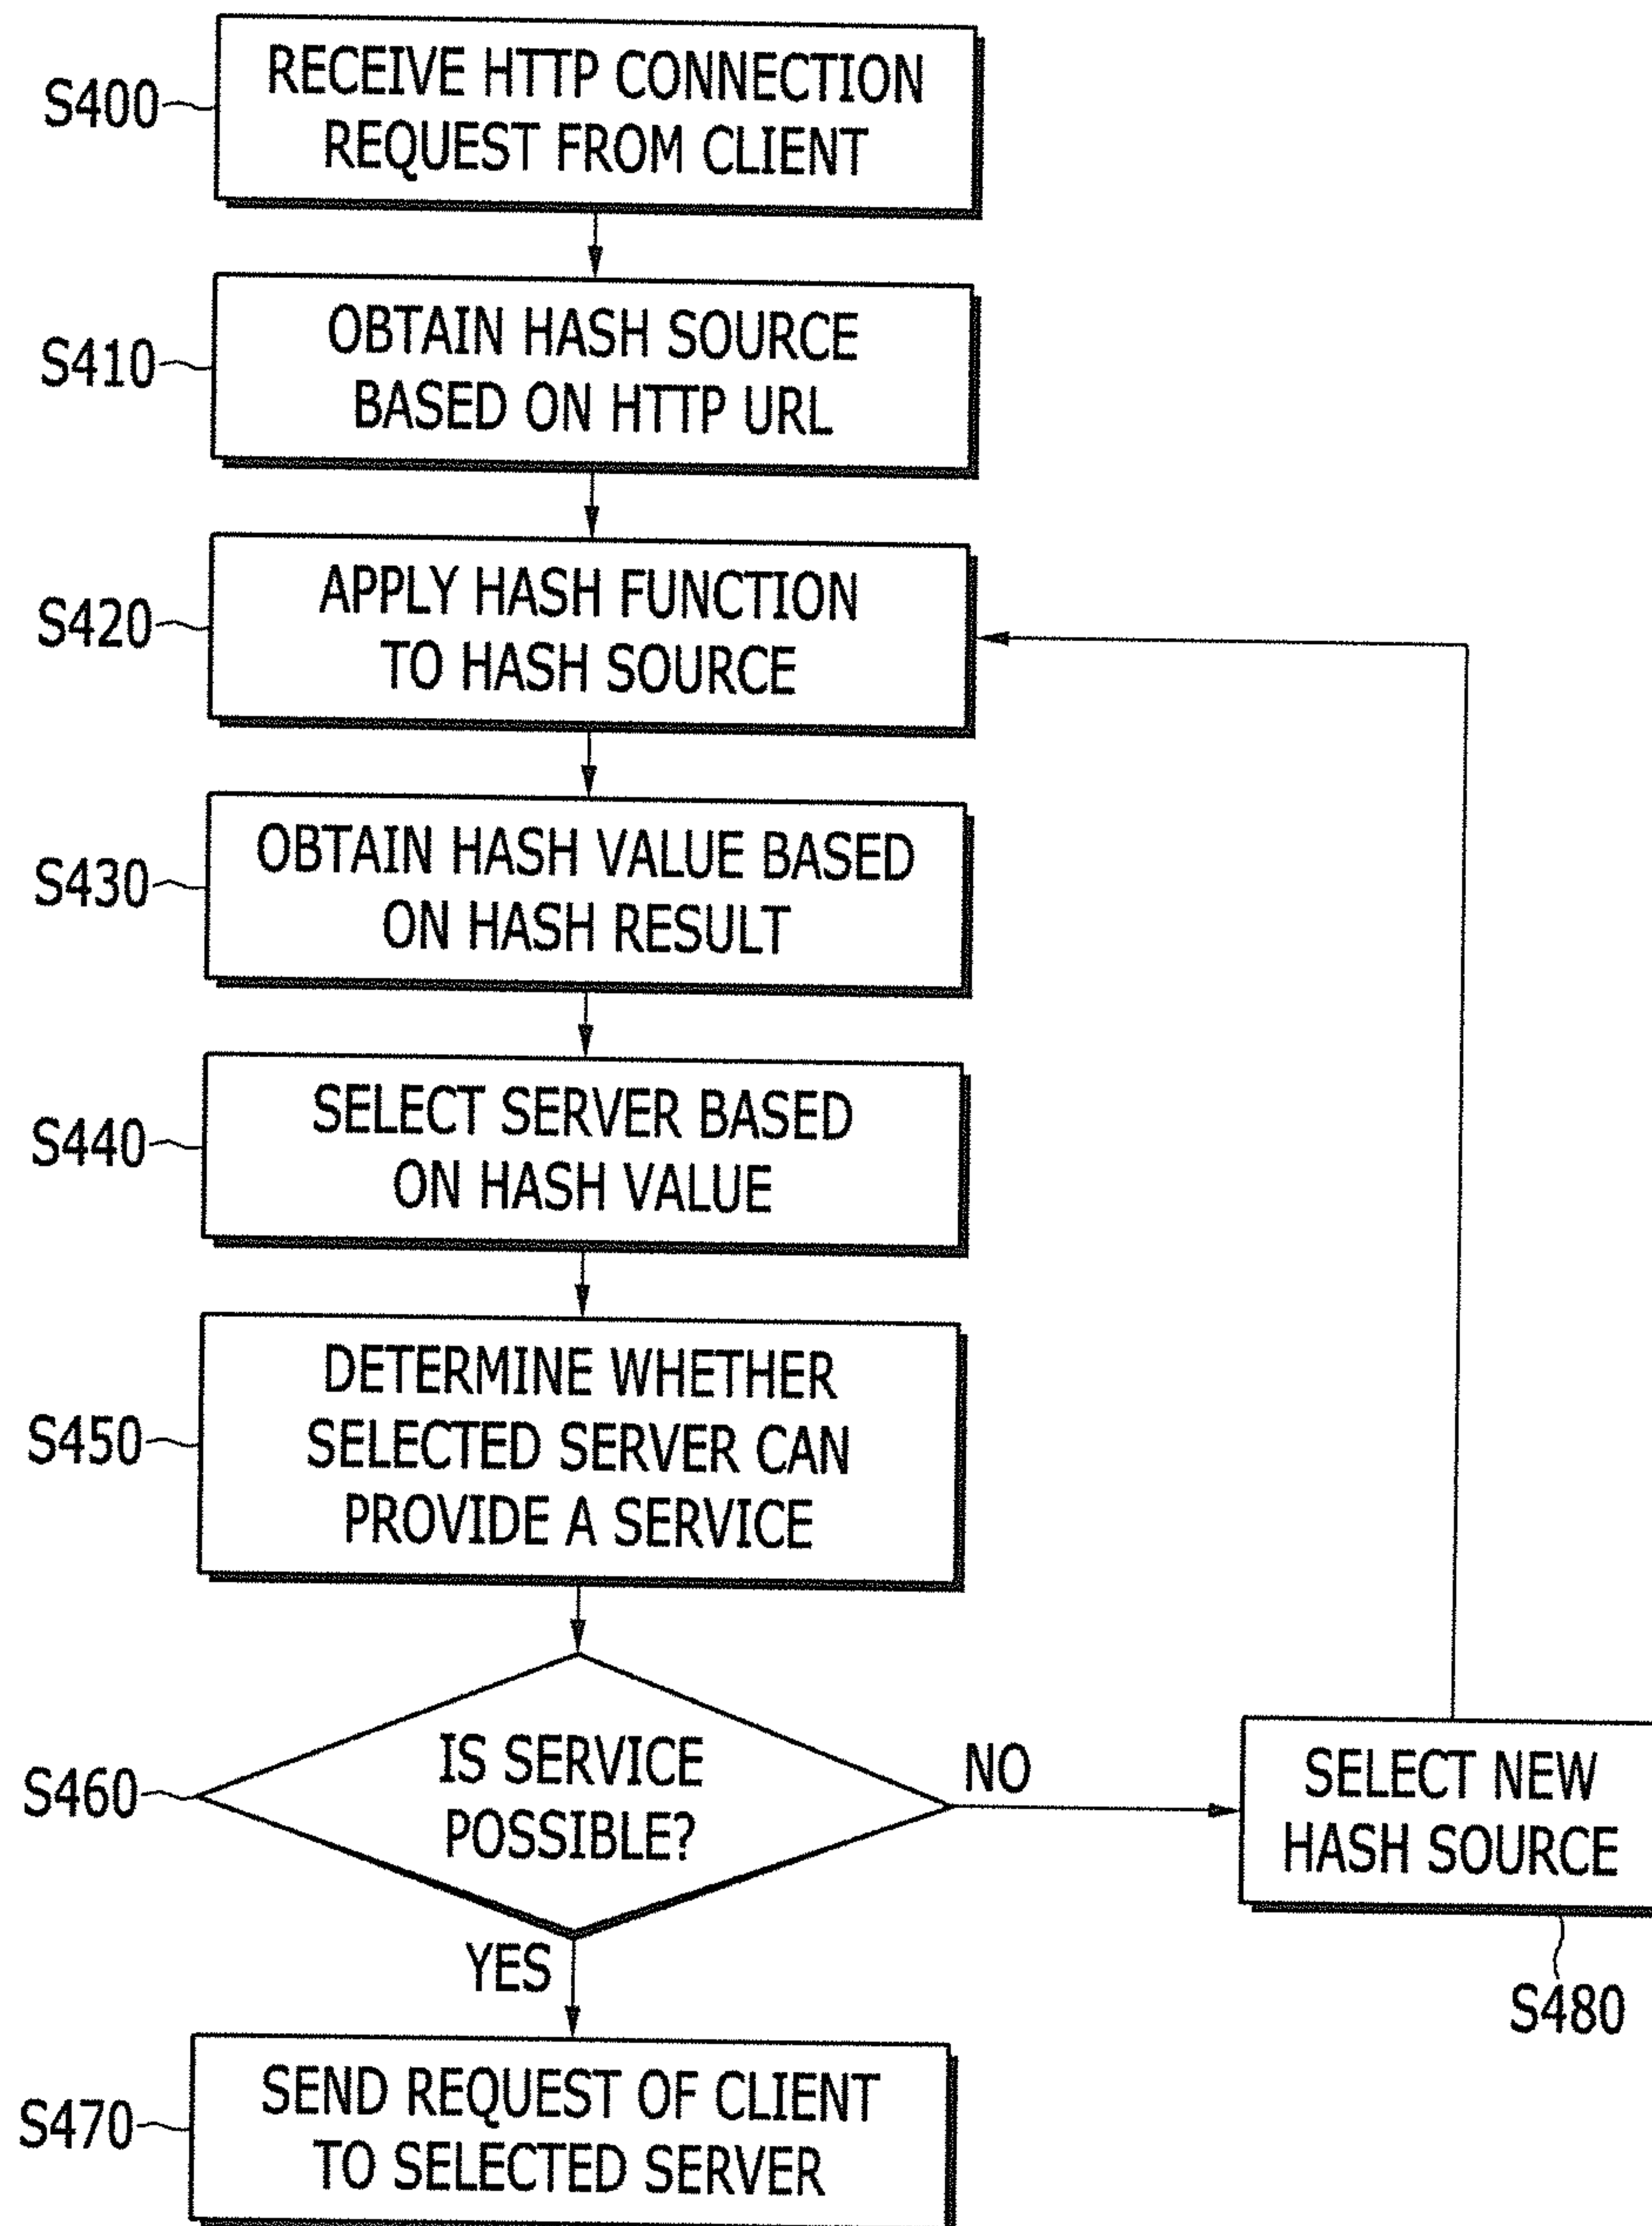 S400
RECEIVE HTTP CONNECTION
REQUEST FROM CLIENT
S410
OBTAIN HASH SOURCE
BASED ON HTTP URL
S420
APPLY HASH FUNCTION
TO HASH SOURCE
S430
OBTAIN HASH VALUE BASED
ON HASH RESULT
S440
SELECT SERVER BASED
ON HASH VALUE
S450
DETERMINE WHETHER
SELECTED SERVER CAN
PROVIDE A SERVICE
S460
IS SERVICE
POSSIBLE?
NO
SELECT NEW
HASH SOURCE
S480
YES
S470
SEND REQUEST OF CLIENT
TO SELECTED SERVER